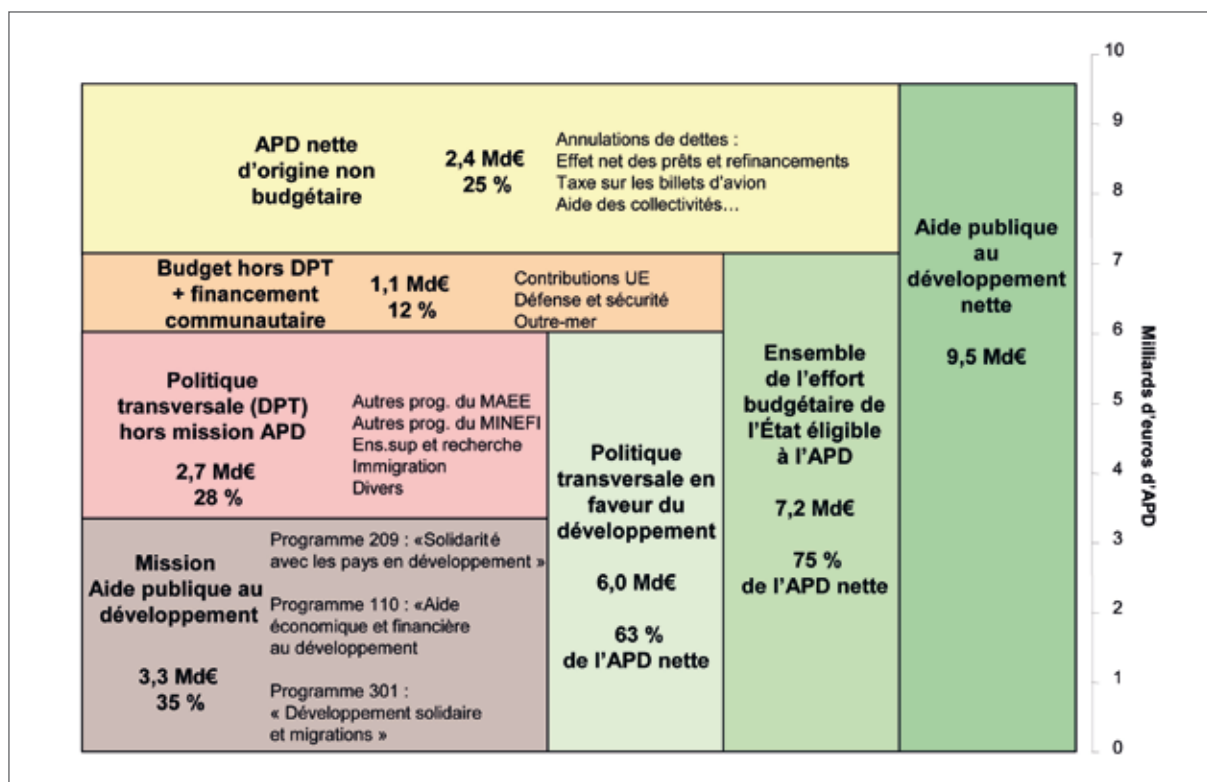 APD nette
d'origine non
budgétaire
2,4 Md€
25 %
Annulations de dettes :
Effet net des prêts et refinancements
Taxe sur les billets d'avion
Aide des collectivités…
Budget hors DPT
+ financement
communautaire
1,1 Md€
12 %
Contributions UE
Défense et sécurité
Outre-mer
Politique
transversale (DPT)
hors mission APD
2,7 Md€
28 %
Autres prog. du MAEE
Autres prog. du MINEFI
Ens.sup et recherche
Immigration
Divers
Mission
Aide publique au
développement
3,3 Md€
35 %
Programme 209 : «Solidarité
avec les pays en développement »
Programme 110 : «Aide
économique et financière
au développement
Programme 301 :
« Développement solidaire
et migrations »
Politique
transversale en
faveur du
développement
6,0 Md€
63 %
de l'APD nette
Ensemble
de l'effort
budgétaire de
l'État éligible
à l'APD
7,2 Md€
75 %
de l'APD nette
Aide publique
au
développement
nette
9,5 Md€
10
9
8
7
6
5
4
3
2
1
0
Milliards d'euros d'APD